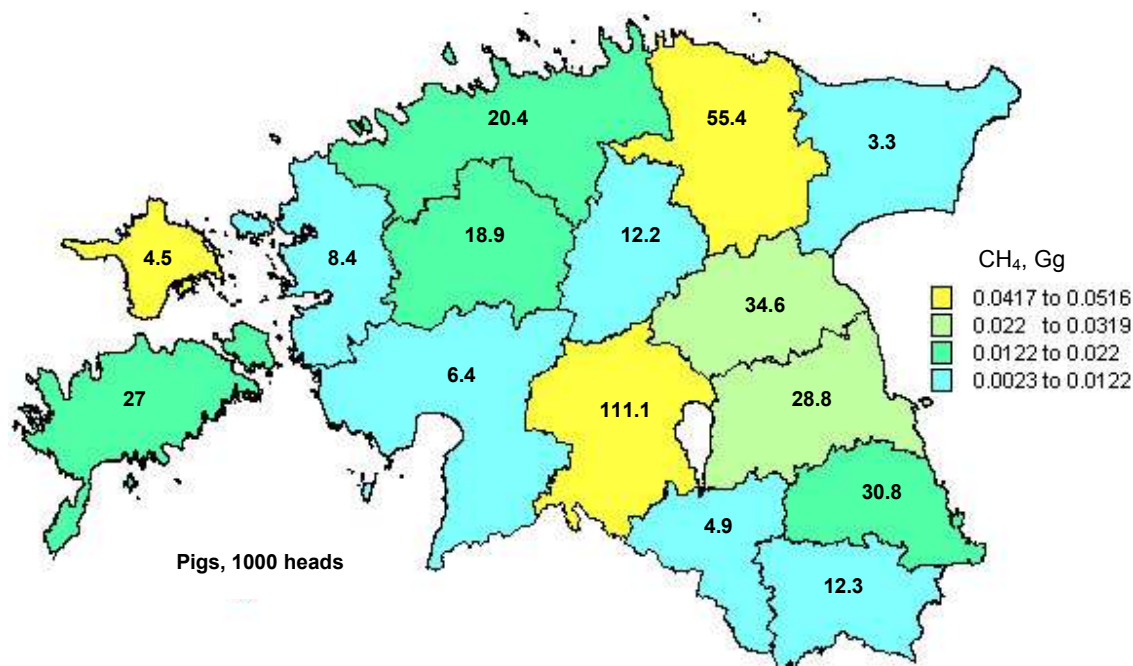 20.4
55.4
3.3
18.9
12.2
4.5
8.4
34.6
6.4
27
111.1
28.8
30.8
4.9
12.3
Pigs, 1000 heads
CH₄, Gg
0.0417 to 0.0516
0.022 to 0.0319
0.0122 to 0.022
0.0023 to 0.0122